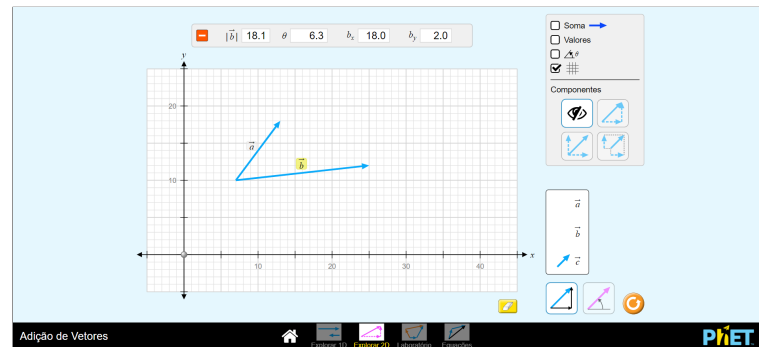 |b⃗| 18.1 θ 6.3 bₓ 18.0 bᵧ 2.0
Soma
Valores
θ
Componentes
y
20
10
a⃗
b⃗
10 20 30 40
x
a⃗
b⃗
c⃗
Adição de Vetores
Explorar 1D Explorar 2D Laboratório Equações
PhET